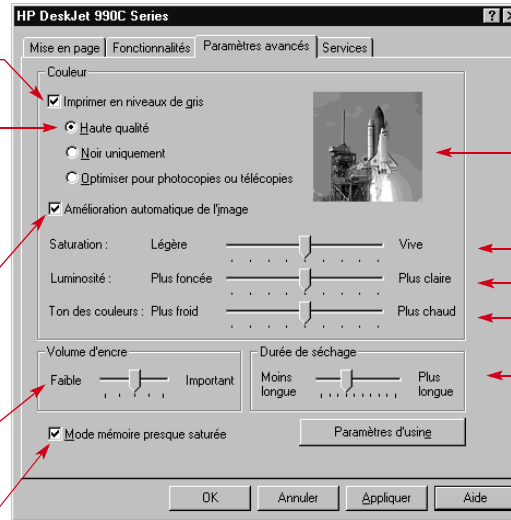 HP DeskJet 990C Series
Mise en page Fonctionnalités Paramètres avancés Services
Couleur
Imprimer en niveaux de gris
Haute qualité
Noir uniquement
Optimiser pour photocopies ou télécopies
Amélioration automatique de l'image
Saturation : Légère Vive
Luminosité : Plus foncée Plus claire
Ton des couleurs : Plus froid Plus chaud
Volume d'encre
Faible Important
Durée de séchage
Moins longue Plus longue
Mode mémoire presque saturée
Paramètres d'usine
OK Annuler Appliquer Aide